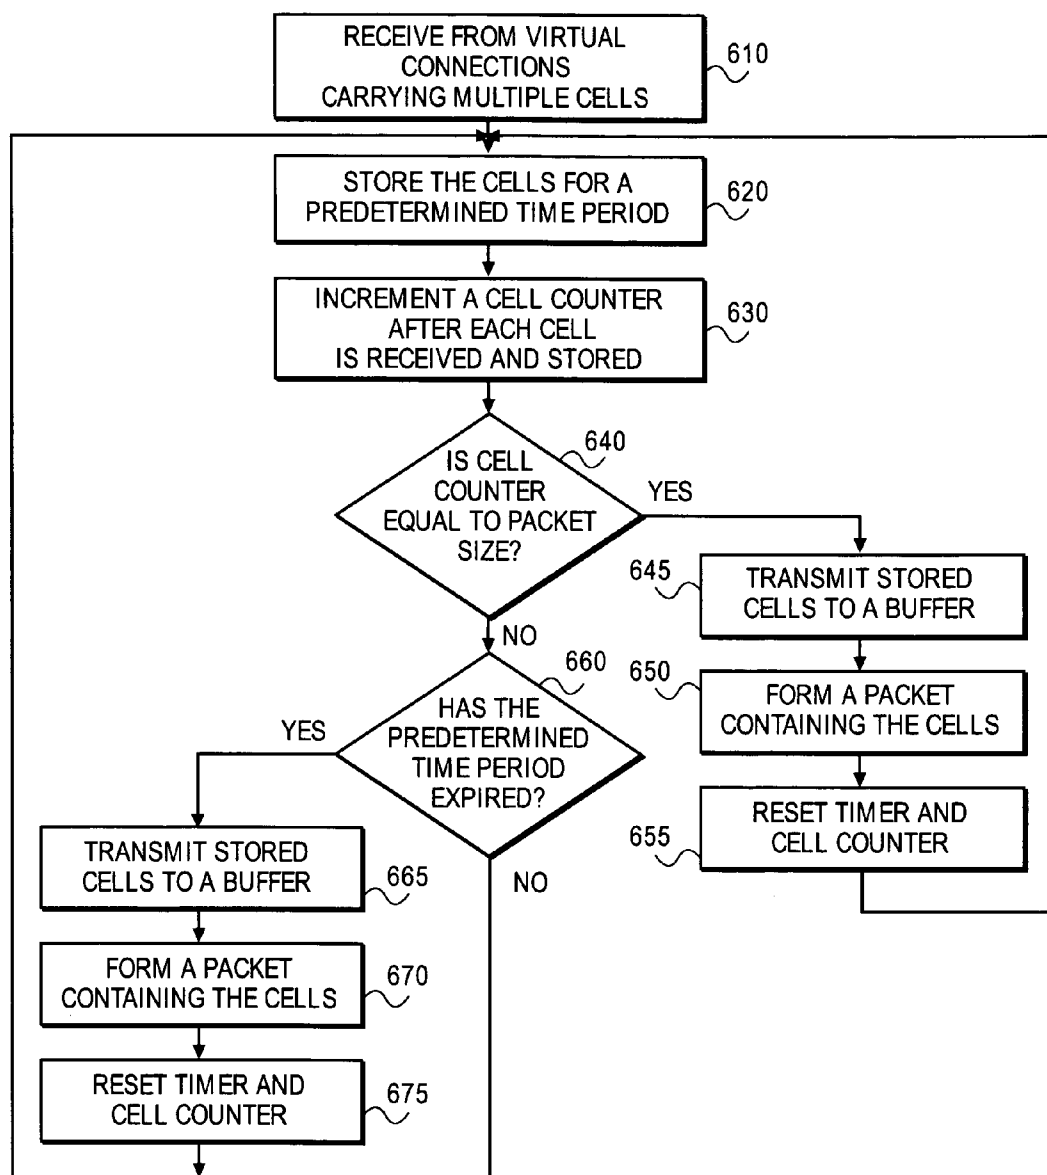 RECEIVE FROM VIRTUAL
CONNECTIONS
CARRYING MULTIPLE CELLS
610
STORE THE CELLS FOR A
PREDETERMINED TIME PERIOD
620
INCREMENT A CELL COUNTER
AFTER EACH CELL
IS RECEIVED AND STORED
630
640
IS CELL
COUNTER
EQUAL TO PACKET
SIZE?
YES
NO
645
TRANSMIT STORED
CELLS TO A BUFFER
650
FORM A PACKET
CONTAINING THE CELLS
655
RESET TIMER AND
CELL COUNTER
660
HAS THE
PREDETERMINED
TIME PERIOD
EXPIRED?
YES
NO
TRANSMIT STORED
CELLS TO A BUFFER
665
FORM A PACKET
CONTAINING THE CELLS
670
RESET TIMER AND
CELL COUNTER
675